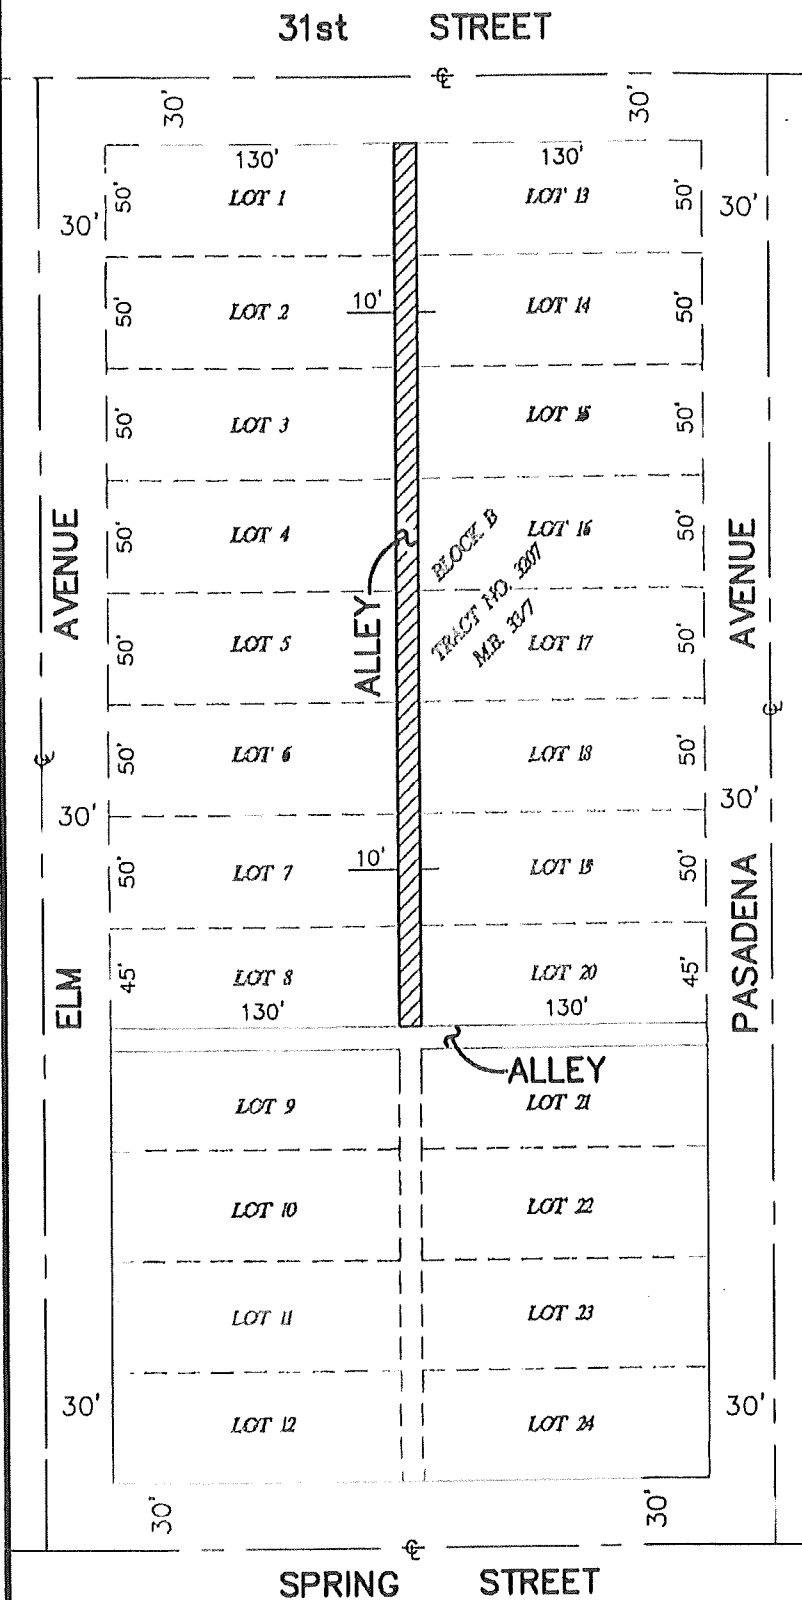 31st STREET
℄
30' 30'
130' 130'
50' LOT 1 LOT 13 50'
30' 30'
50' LOT 2 10' LOT 14 50'
50' LOT 3 LOT 15 50'
50' LOT 4 LOT 16 50'
BLOCK B
TRACT NO. 3207
M.B. 33/7
AVENUE AVENUE
ALLEY
50' LOT 5 LOT 17 50'
50' LOT 6 LOT 18 50'
℄ ℄
30' 30'
50' LOT 7 10' LOT 19 50'
45' LOT 8 LOT 20 45'
130' 130'
ELM PASADENA
ALLEY
LOT 9 LOT 21
LOT 10 LOT 22
LOT 11 LOT 23
30' 30'
LOT 12 LOT 24
30' 30'
℄
SPRING STREET